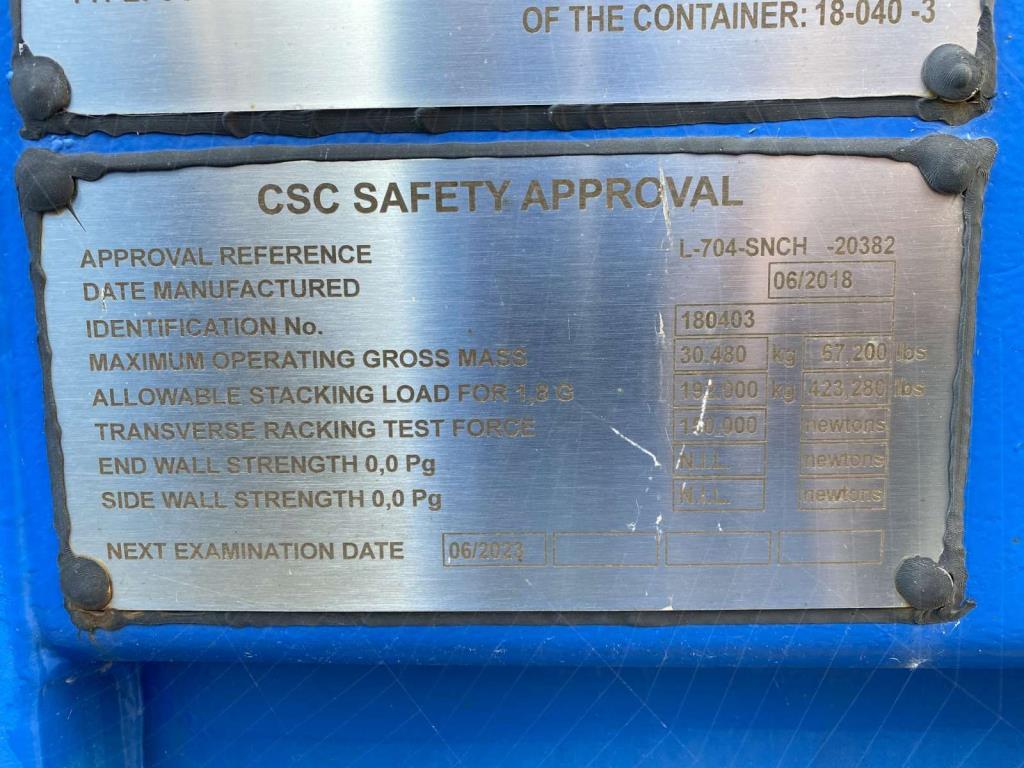 OF THE CONTAINER: 18-040 -3
CSC SAFETY APPROVAL
APPROVAL REFERENCE L-704-SNCH -20382
DATE MANUFACTURED 06/2018
IDENTIFICATION No. 180403
MAXIMUM OPERATING GROSS MASS 30.480 kg 67,200 lbs
ALLOWABLE STACKING LOAD FOR 1,8 G kg 423,280 lbs
TRANSVERSE RACKING TEST FORCE newtons
END WALL STRENGTH 0,0 Pg N.I.L. newtons
SIDE WALL STRENGTH 0,0 Pg N.I.L. newtons
NEXT EXAMINATION DATE 06/2023